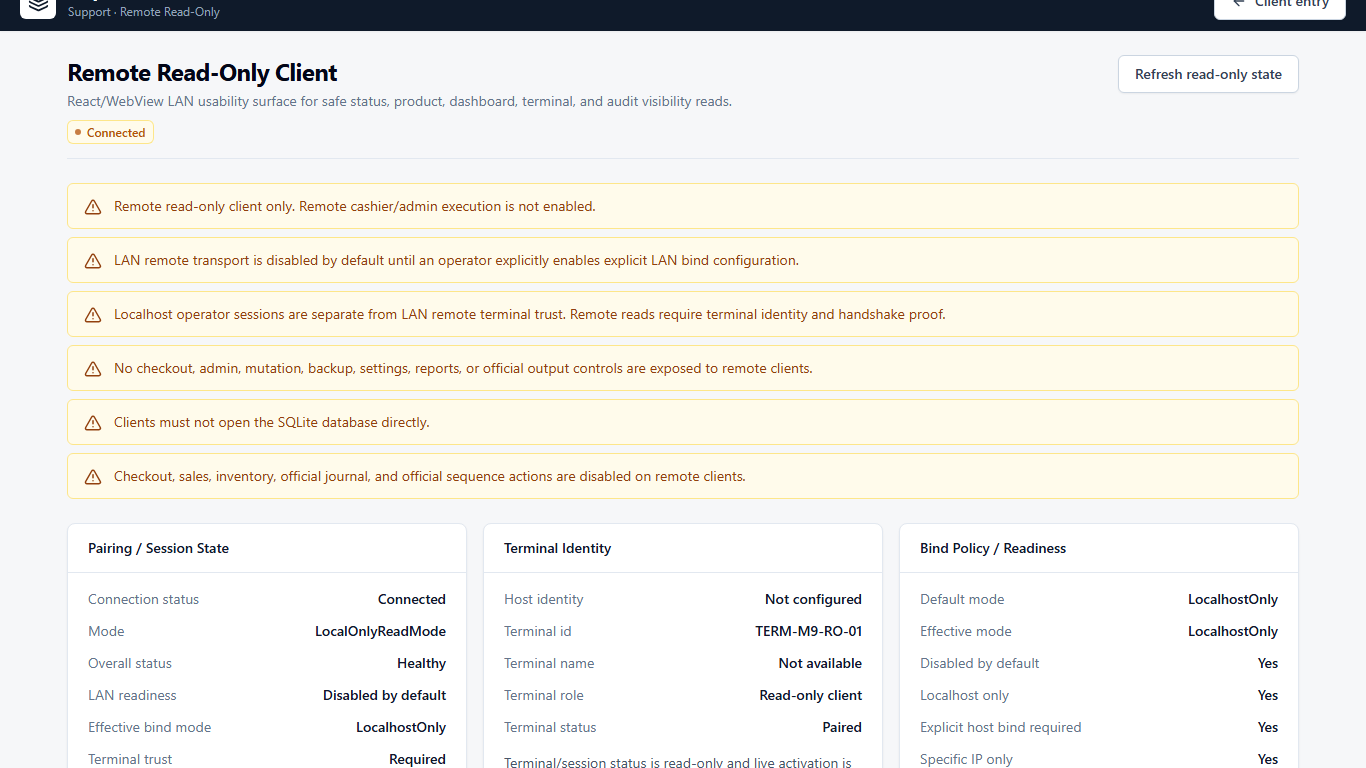 Support · Remote Read-Only
Client entry
Remote Read-Only Client
Refresh read-only state
React/WebView LAN usability surface for safe status, product, dashboard, terminal, and audit visibility reads.
Connected
Remote read-only client only. Remote cashier/admin execution is not enabled.
LAN remote transport is disabled by default until an operator explicitly enables explicit LAN bind configuration.
Localhost operator sessions are separate from LAN remote terminal trust. Remote reads require terminal identity and handshake proof.
No checkout, admin, mutation, backup, settings, reports, or official output controls are exposed to remote clients.
Clients must not open the SQLite database directly.
Checkout, sales, inventory, official journal, and official sequence actions are disabled on remote clients.
Pairing / Session State
Connection status Connected
Mode LocalOnlyReadMode
Overall status Healthy
LAN readiness Disabled by default
Effective bind mode LocalhostOnly
Terminal trust Required
Terminal Identity
Host identity Not configured
Terminal id TERM-M9-RO-01
Terminal name Not available
Terminal role Read-only client
Terminal status Paired
Terminal/session status is read-only and live activation is
Bind Policy / Readiness
Default mode LocalhostOnly
Effective mode LocalhostOnly
Disabled by default Yes
Localhost only Yes
Explicit host bind required Yes
Specific IP only Yes